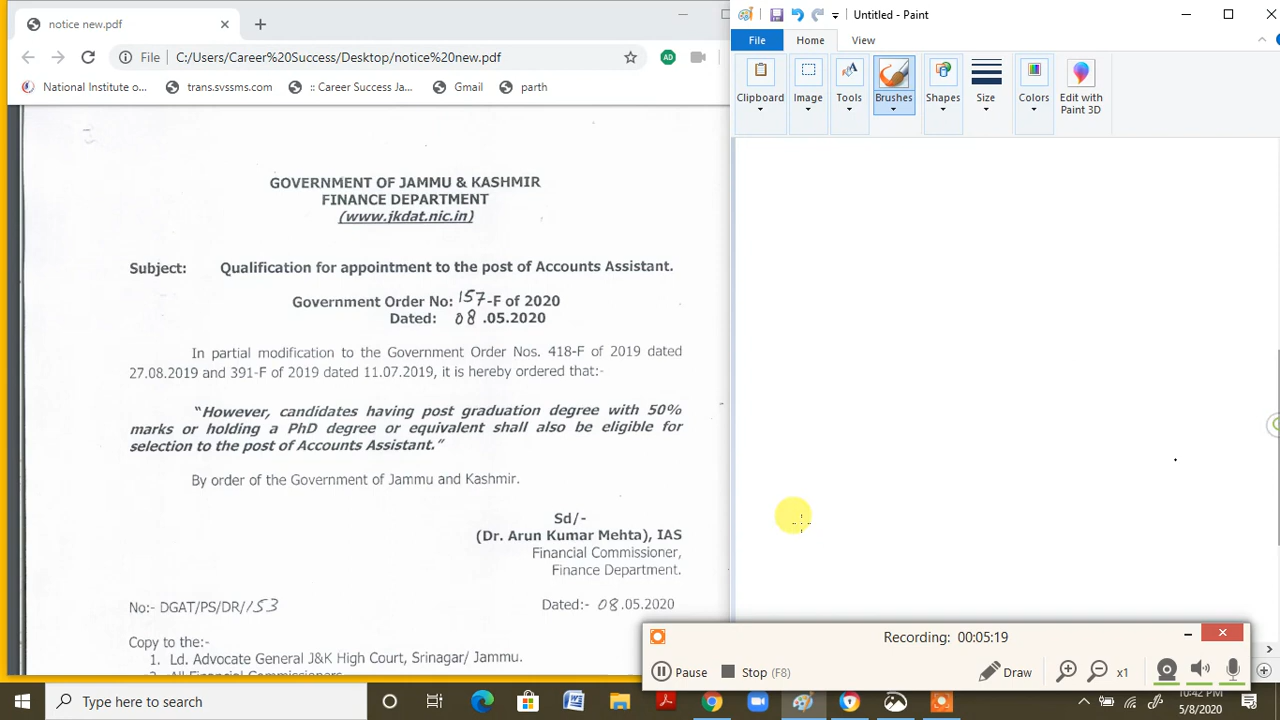 notice new.pdf
Untitled - Paint
File
C:/Users/Career%20Success/Desktop/notice%20new.pdf
File Home View
National Institute o... trans.svssms.com :: Career Success Ja... Gmail parth
Clipboard Image Tools Brushes Shapes Size Colors Edit with
Paint 3D
GOVERNMENT OF JAMMU & KASHMIR
FINANCE DEPARTMENT
(www.jkdat.nic.in)
Subject: Qualification for appointment to the post of Accounts Assistant.
Government Order No: 157-F of 2020
Dated: 08.05.2020
In partial modification to the Government Order Nos. 418-F of 2019 dated
27.08.2019 and 391-F of 2019 dated 11.07.2019, it is hereby ordered that:-
“However, candidates having post graduation degree with 50%
marks or holding a PhD degree or equivalent shall also be eligible for
selection to the post of Accounts Assistant.”
By order of the Government of Jammu and Kashmir.
Sd/-
(Dr. Arun Kumar Mehta), IAS
Financial Commissioner,
Finance Department.
No:- DGAT/PS/DR/153 Dated:- 08.05.2020
Copy to the:-
1. Ld. Advocate General J&K High Court, Srinagar/ Jammu.
Recording: 00:05:19
Pause Stop (F8) Draw x1
Type here to search
10:42 PM
5/8/2020